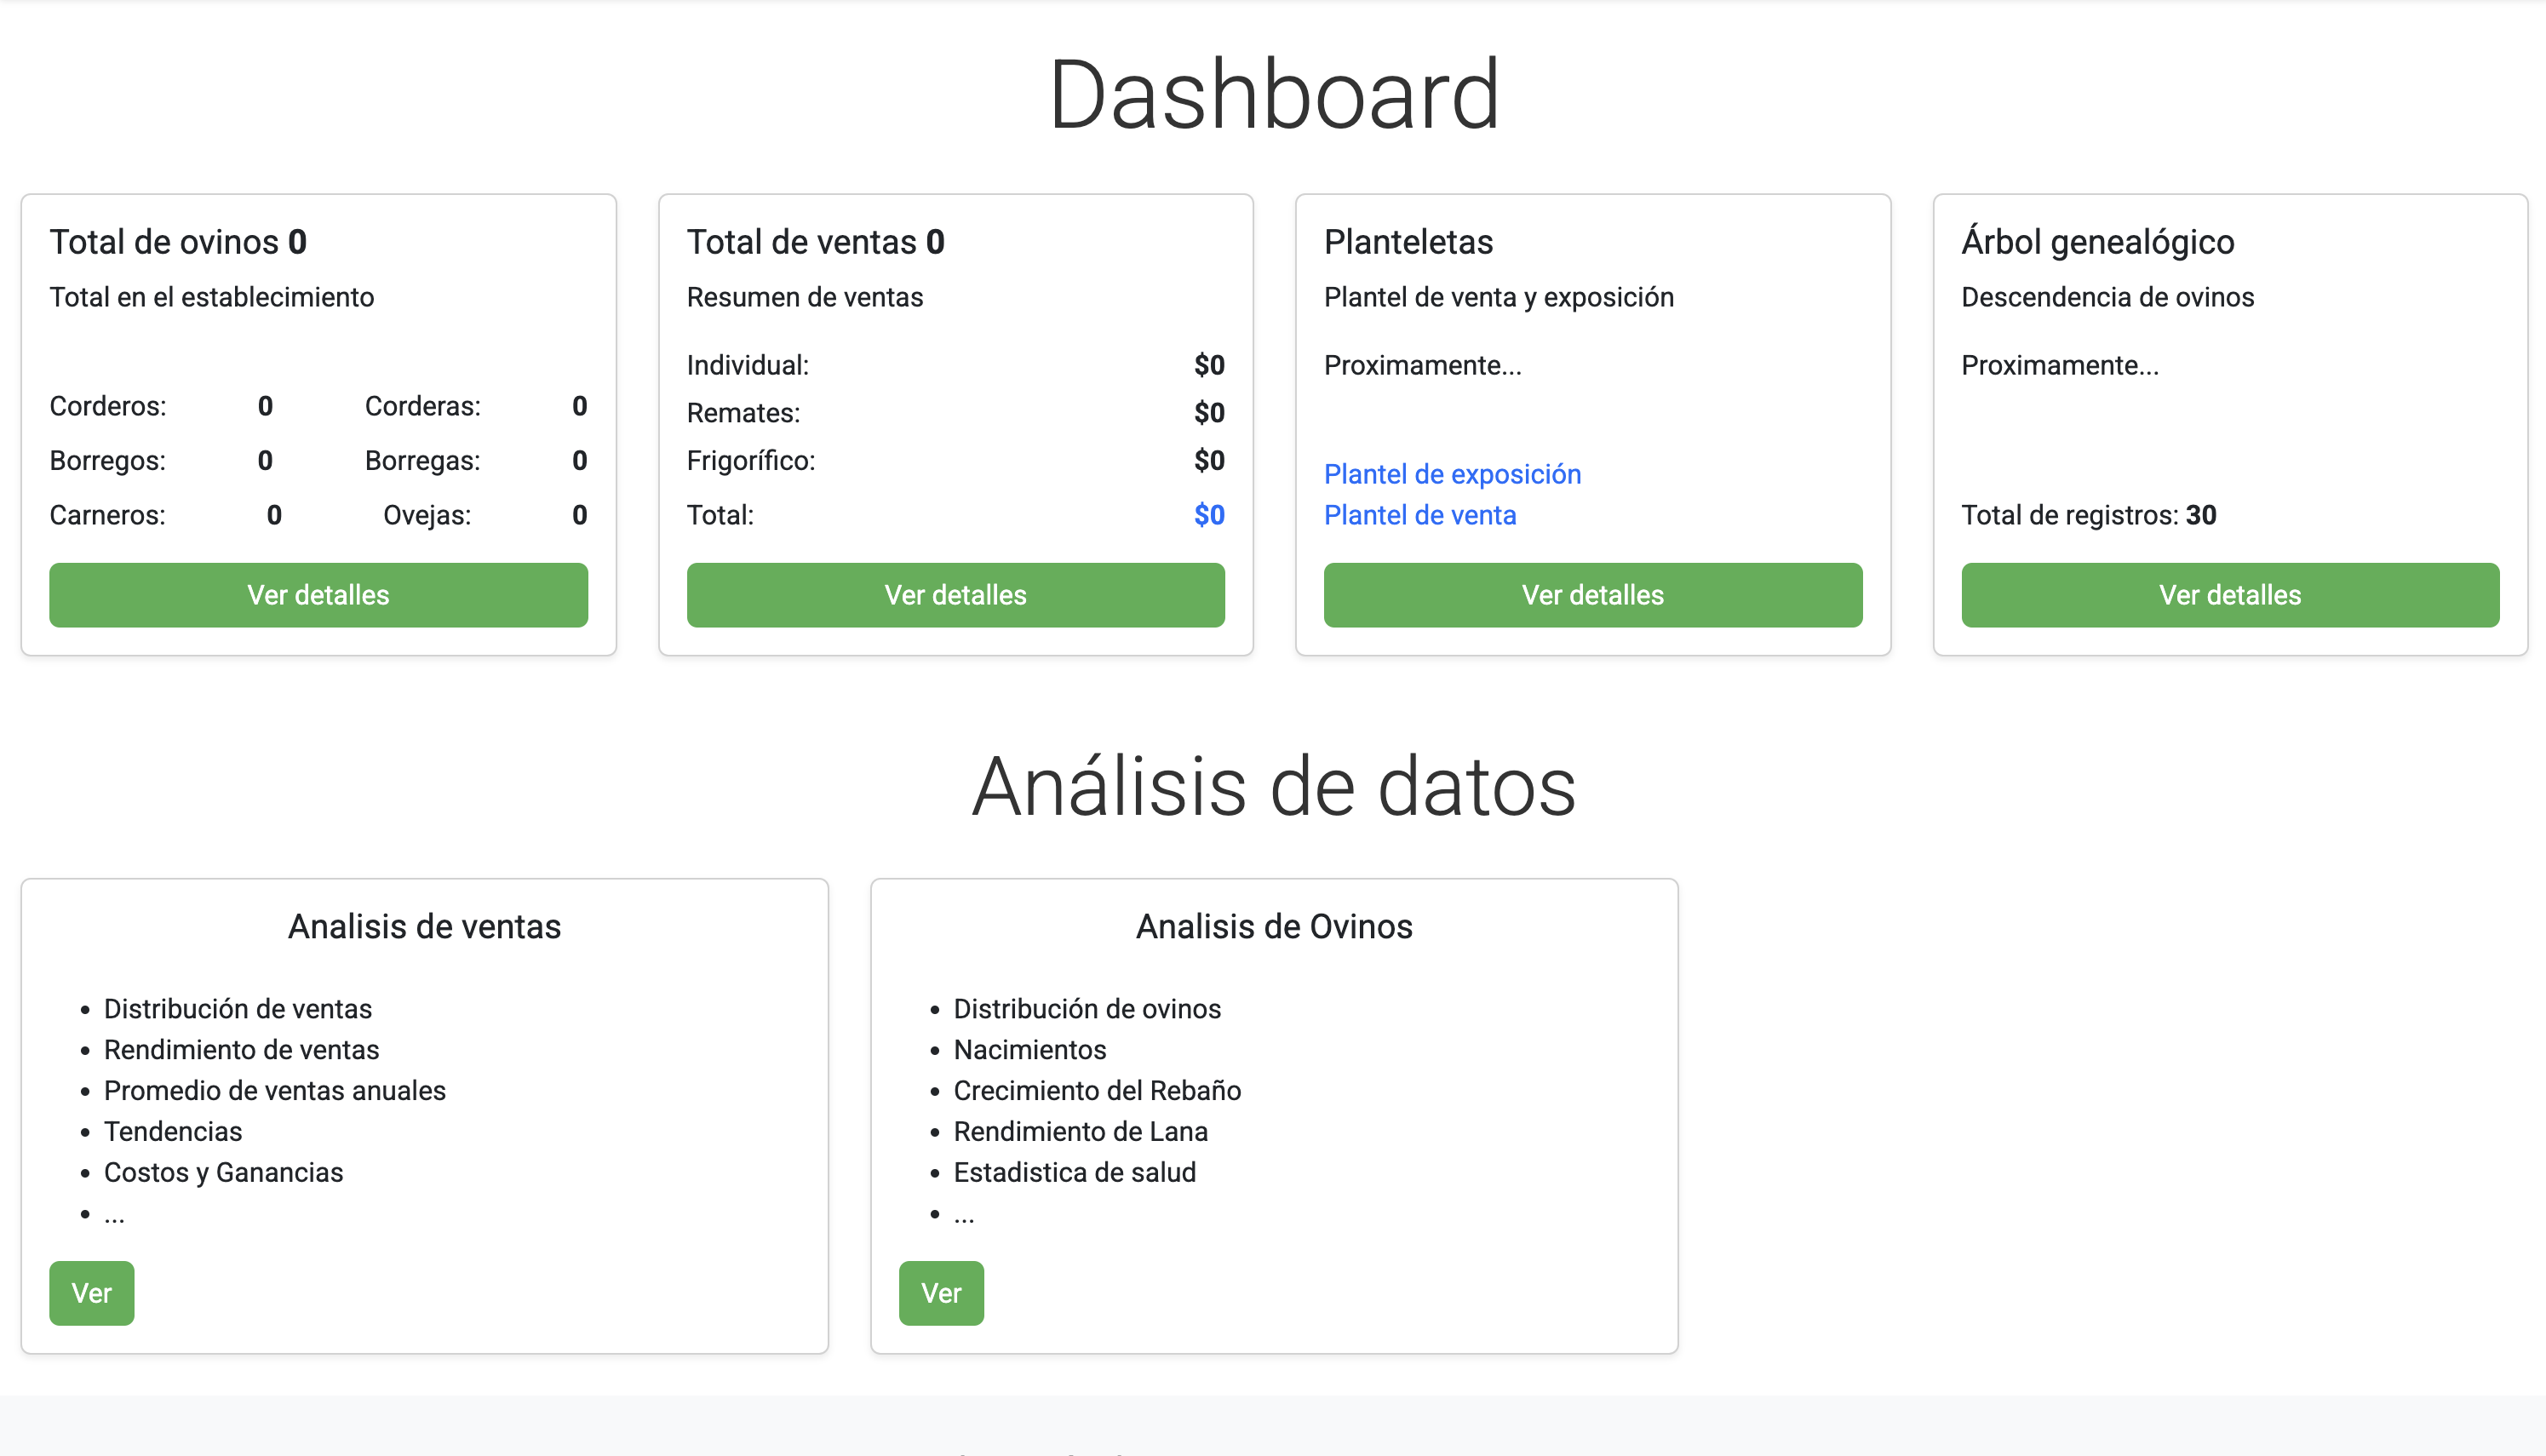 Dashboard
Total de ovinos 0
Total en el establecimiento
Corderos: 0 Corderas: 0
Borregos: 0 Borregas: 0
Carneros: 0 Ovejas: 0
Ver detalles
Total de ventas 0
Resumen de ventas
Individual: $0
Remates: $0
Frigorífico: $0
Total: $0
Ver detalles
Planteletas
Plantel de venta y exposición
Proximamente...
Plantel de exposición
Plantel de venta
Ver detalles
Árbol genealógico
Descendencia de ovinos
Proximamente...
Total de registros: 30
Ver detalles
Análisis de datos
Analisis de ventas
• Distribución de ventas
• Rendimiento de ventas
• Promedio de ventas anuales
• Tendencias
• Costos y Ganancias
• ...
Ver
Analisis de Ovinos
• Distribución de ovinos
• Nacimientos
• Crecimiento del Rebaño
• Rendimiento de Lana
• Estadistica de salud
• ...
Ver